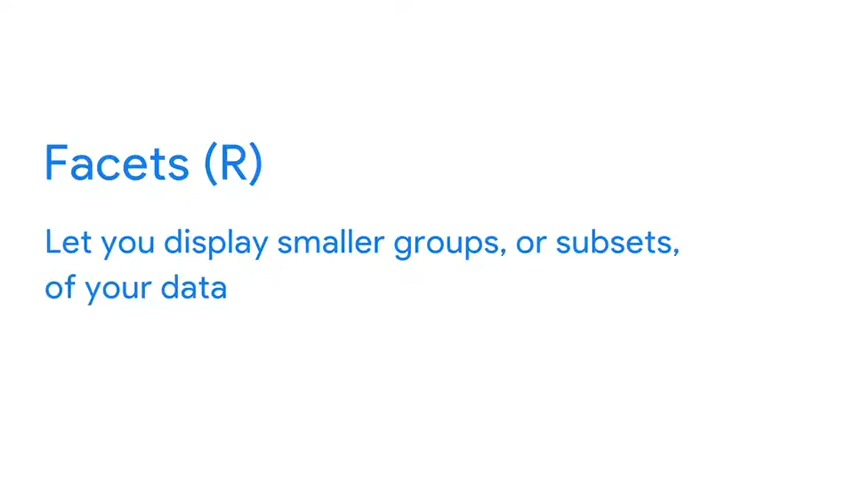 Facets (R)
Let you display smaller groups, or subsets,
of your data